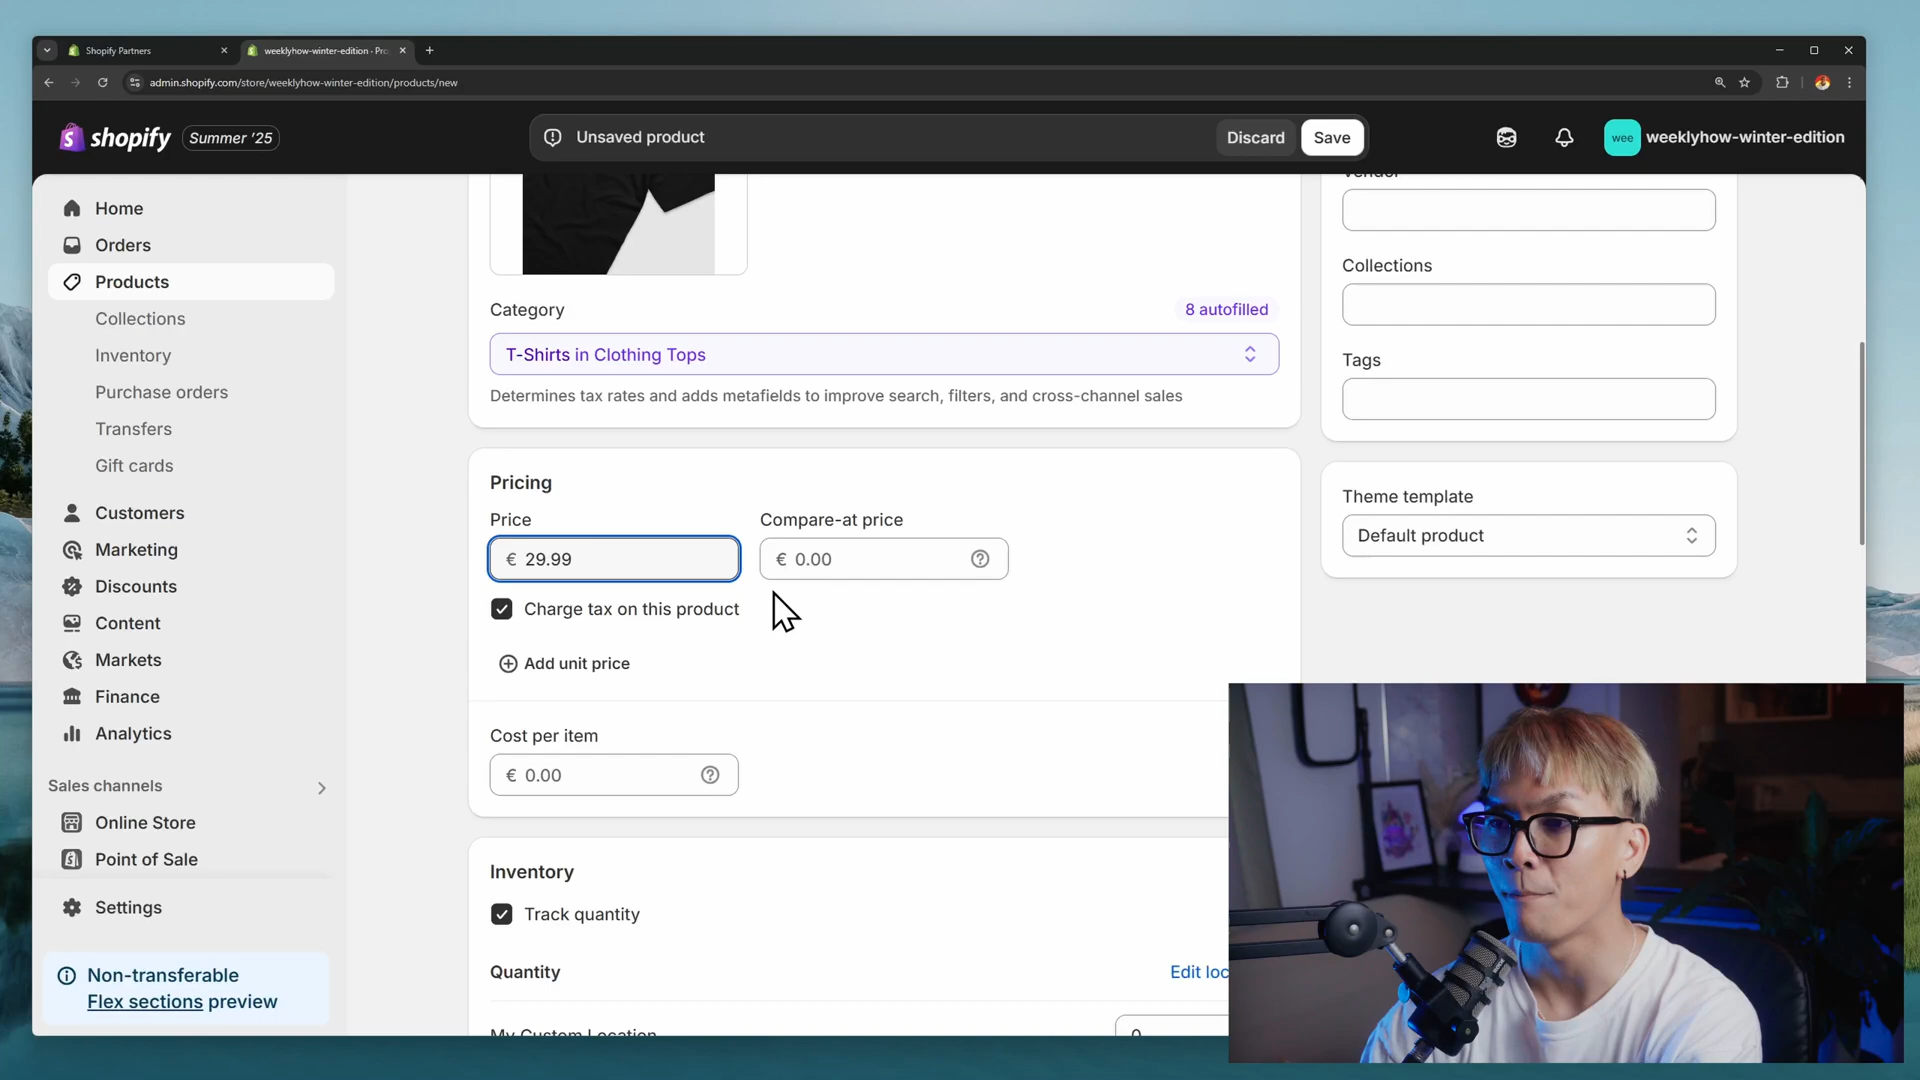 Shopify Partners
weeklyhow-winter-edition · Pro
admin.shopify.com/store/weeklyhow-winter-edition/products/new
shopify
Summer '25
Unsaved product
Discard
Save
wee
weeklyhow-winter-edition
Home
Orders
Products
Collections
Inventory
Purchase orders
Transfers
Gift cards
Customers
Marketing
Discounts
Content
Markets
Finance
Analytics
Sales channels
Online Store
Point of Sale
Settings
Non-transferable
Flex sections preview
Category
8 autofilled
T-Shirts in Clothing Tops
Determines tax rates and adds metafields to improve search, filters, and cross-channel sales
Pricing
Price
Compare-at price
€ 29.99
€ 0.00
Charge tax on this product
Add unit price
Cost per item
€ 0.00
Inventory
Track quantity
Quantity
Edit loc
My Custom Location
0
Vendor
Collections
Tags
Theme template
Default product